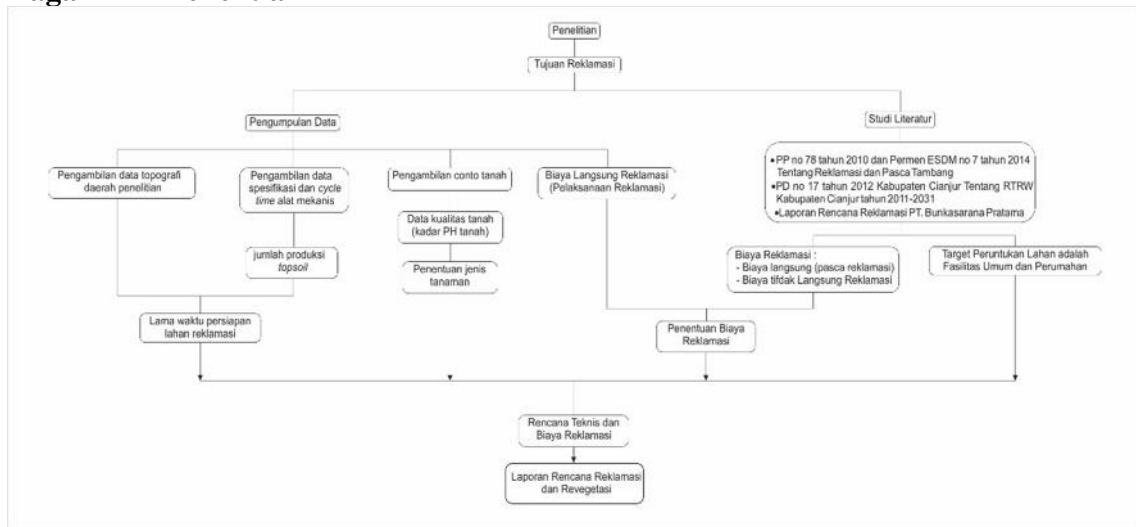 Penelitian
Tujuan Reklamasi
Pengumpulan Data
Studi Literatur
Pengambilan data topografi
daerah penelitian
Pengambilan data
spesifikasi dan cycle
time alat mekanis
Pengambilan conto tanah
Biaya Langsung Reklamasi
(Pelaksanaan Reklamasi)
•PP no 78 tahun 2010 dan Permen ESDM no 7 tahun 2014
Tentang Reklamasi dan Pasca Tambang
•PD no 17 tahun 2012 Kabupaten Cianjur Tentang RTRW
Kabupaten Cianjur tahun 2011-2031
•Laporan Rencana Reklamasi PT. Bunkasarana Pratama
Data kualitas tanah
(kadar PH tanah)
jumlah produksi
topsoil
Penentuan jenis
tanaman
Biaya Reklamasi :
- Biaya langsung (pasca reklamasi)
- Biaya tifdak Langsung Reklamasi
Target Peruntukan Lahan adalah
Fasilitas Umum dan Perumahan
Lama waktu persiapan
lahan reklamasi
Penentuan Biaya
Reklamasi
Rencana Teknis dan
Biaya Reklamasi
Laporan Rencana Reklamasi
dan Revegetasi